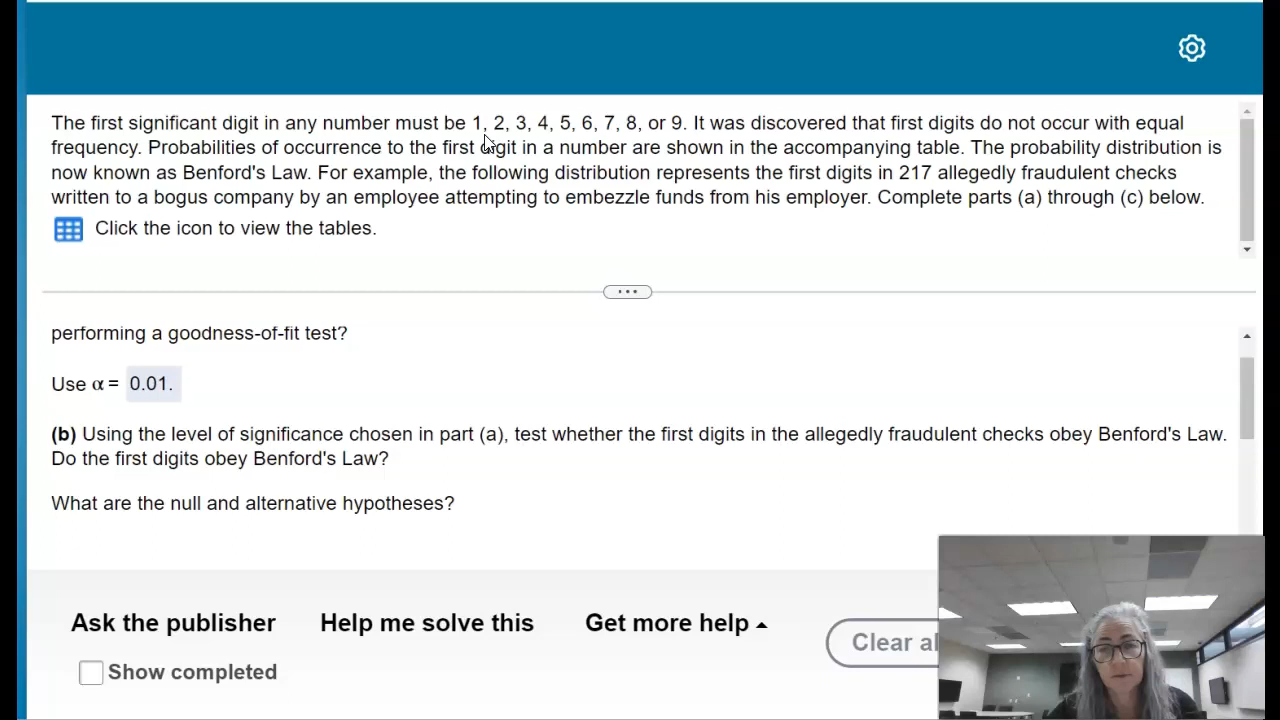 The first significant digit in any number must be 1, 2, 3, 4, 5, 6, 7, 8, or 9. It was discovered that first digits do not occur with equal
frequency. Probabilities of occurrence to the first digit in a number are shown in the accompanying table. The probability distribution is
now known as Benford's Law. For example, the following distribution represents the first digits in 217 allegedly fraudulent checks
written to a bogus company by an employee attempting to embezzle funds from his employer. Complete parts (a) through (c) below.
Click the icon to view the tables.
performing a goodness-of-fit test?
Use α = 0.01.
(b) Using the level of significance chosen in part (a), test whether the first digits in the allegedly fraudulent checks obey Benford's Law.
Do the first digits obey Benford's Law?
What are the null and alternative hypotheses?
Ask the publisher Help me solve this Get more help
Clear al
Show completed